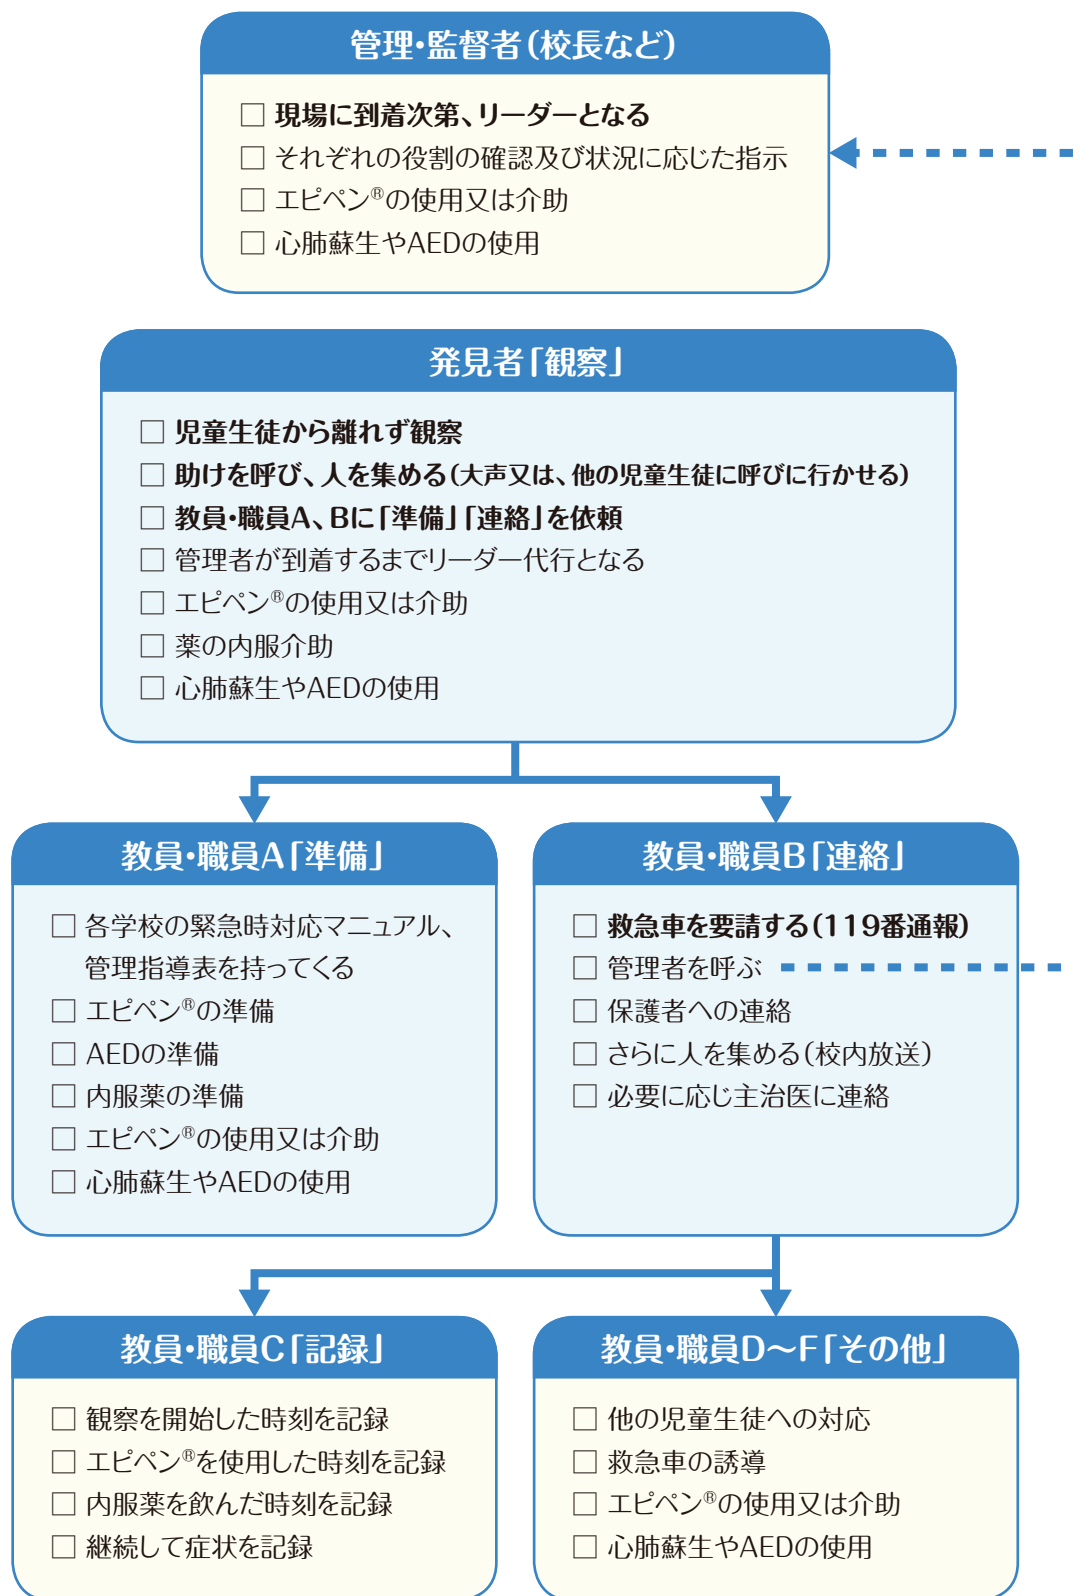 管理・監督者（校長など）
□ 現場に到着次第、リーダーとなる
□ それぞれの役割の確認及び状況に応じた指示
□ エピペン®の使用又は介助
□ 心肺蘇生やAEDの使用
発見者「観察」
□ 児童生徒から離れず観察
□ 助けを呼び、人を集める（大声又は、他の児童生徒に呼びに行かせる）
□ 教員・職員A、Bに「準備」「連絡」を依頼
□ 管理者が到着するまでリーダー代行となる
□ エピペン®の使用又は介助
□ 薬の内服介助
□ 心肺蘇生やAEDの使用
教員・職員A「準備」
□ 各学校の緊急時対応マニュアル、
管理指導表を持ってくる
□ エピペン®の準備
□ AEDの準備
□ 内服薬の準備
□ エピペン®の使用又は介助
□ 心肺蘇生やAEDの使用
教員・職員B「連絡」
□ 救急車を要請する（119番通報）
□ 管理者を呼ぶ
□ 保護者への連絡
□ さらに人を集める（校内放送）
□ 必要に応じ主治医に連絡
教員・職員C「記録」
□ 観察を開始した時刻を記録
□ エピペン®を使用した時刻を記録
□ 内服薬を飲んだ時刻を記録
□ 継続して症状を記録
教員・職員D〜F「その他」
□ 他の児童生徒への対応
□ 救急車の誘導
□ エピペン®の使用又は介助
□ 心肺蘇生やAEDの使用